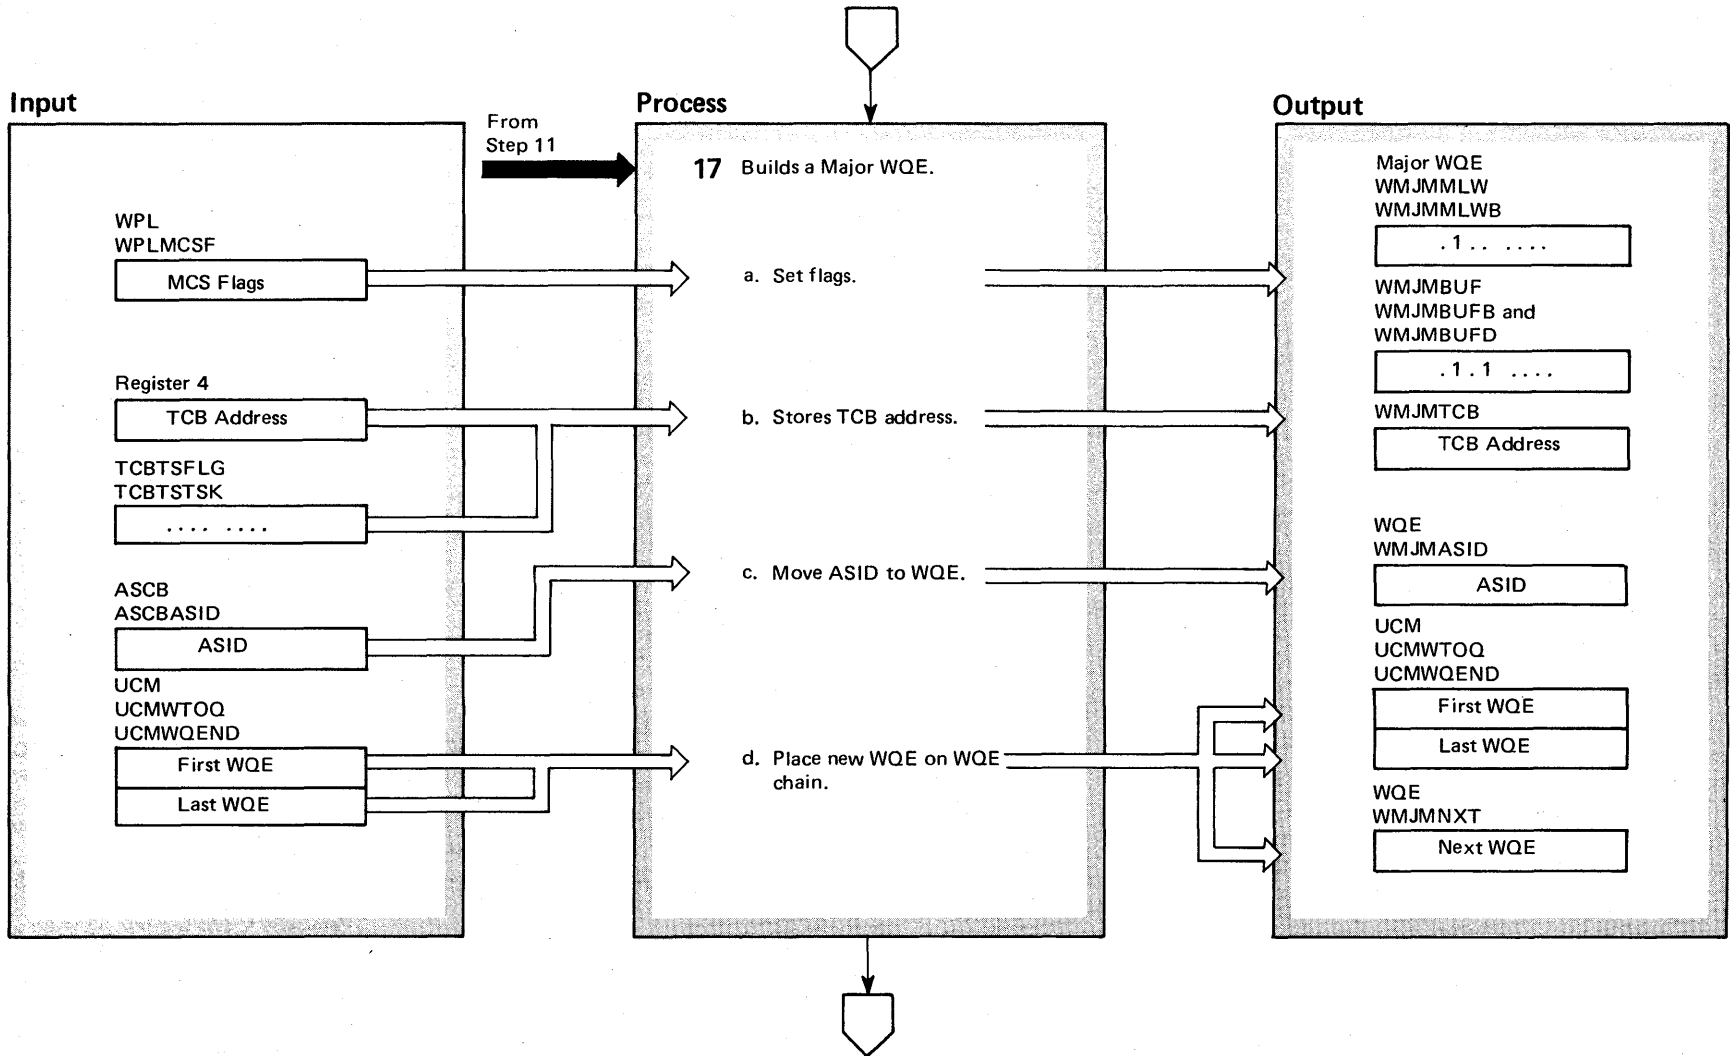 Input
WPL
WPLMCSF
MCS Flags
Register 4
TCB Address
TCBTSFLG
TCBTSTSK
.... ....
ASCB
ASCBASID
ASID
UCM
UCMWTOQ
UCMWQEND
First WQE
Last WQE
From
Step 11
Process
17 Builds a Major WQE.
a. Set flags.
b. Stores TCB address.
c. Move ASID to WQE.
d. Place new WQE on WQE
chain.
Output
Major WQE
WMJMMLW
WMJMMLWB
.1.. ....
WMJMBUF
WMJMBUFB and
WMJMBUFD
.1.1 ....
WMJMTCB
TCB Address
WQE
WMJMASID
ASID
UCM
UCMWTOQ
UCMWQEND
First WQE
Last WQE
WQE
WMJMNXT
Next WQE